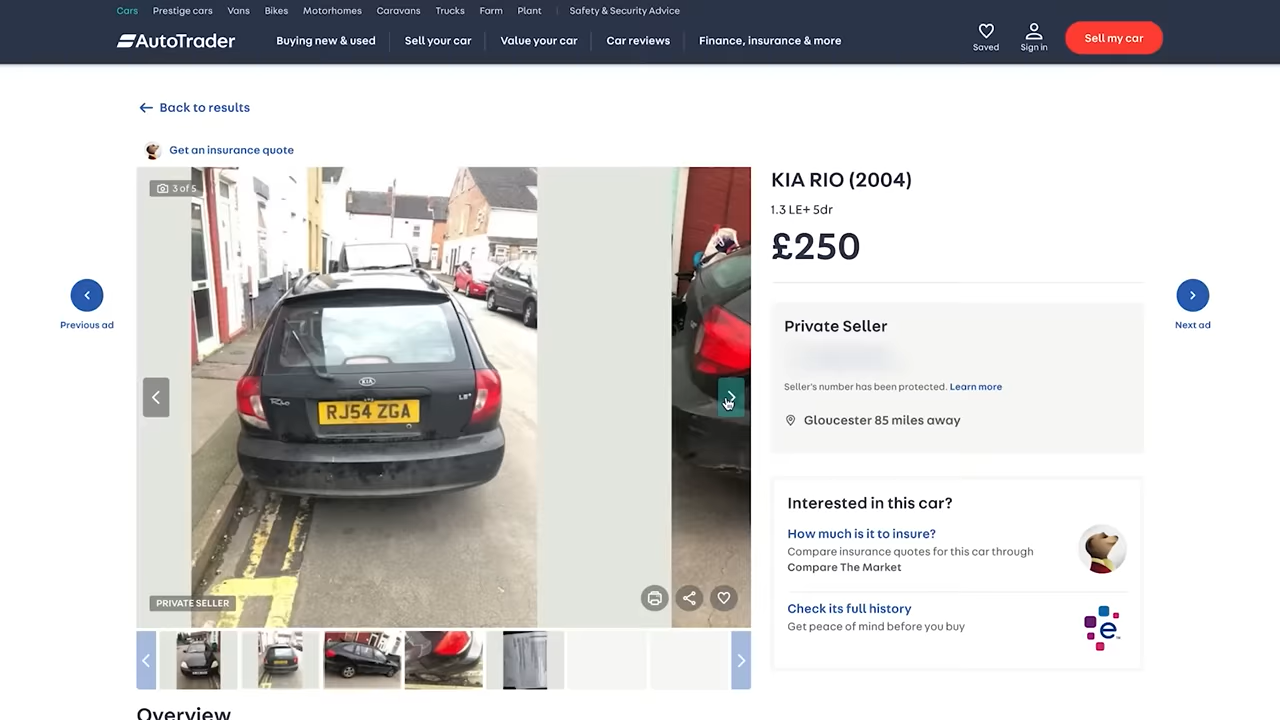 Cars Prestige cars Vans Bikes Motorhomes Caravans Trucks Farm Plant Safety & Security Advice
AutoTrader
Buying new & used Sell your car Value your car Car reviews Finance, insurance & more
Saved Sign in Sell my car
Back to results
Get an insurance quote
3 of 5
KIA
LE+
RJ54 ZGA
PRIVATE SELLER
Previous ad
KIA RIO (2004)
1.3 LE+ 5dr
£250
Private Seller
Seller's number has been protected. Learn more
Gloucester 85 miles away
Next ad
Interested in this car?
How much is it to insure?
Compare insurance quotes for this car through
Compare The Market
Check its full history
Get peace of mind before you buy
e
Overview